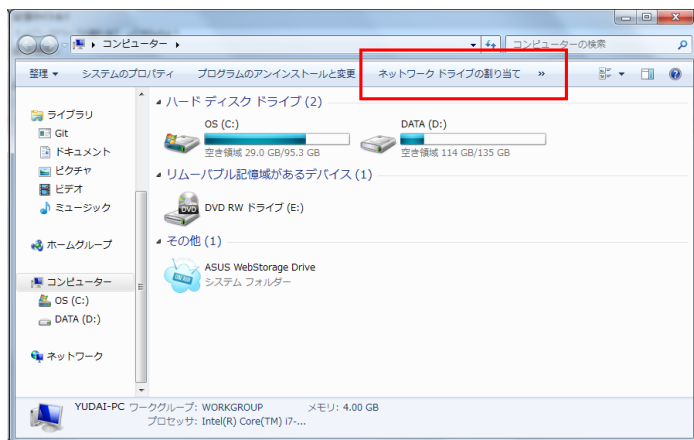 コンピューター
コンピューターの検索
整理 システムのプロパティ プログラムのアンインストールと変更 ネットワーク ドライブの割り当て »
ライブラリ
Git
ドキュメント
ピクチャ
ビデオ
ミュージック
ホームグループ
コンピューター
OS (C:)
DATA (D:)
ネットワーク
ハード ディスク ドライブ (2)
OS (C:)
空き領域 29.0 GB/95.3 GB
DATA (D:)
空き領域 114 GB/135 GB
リムーバブル記憶域があるデバイス (1)
DVD
DVD RW ドライブ (E:)
その他 (1)
ASUS WebStorage Drive
システム フォルダー
YUDAI-PC ワークグループ: WORKGROUP メモリ: 4.00 GB
プロセッサ: Intel(R) Core(TM) i7-...